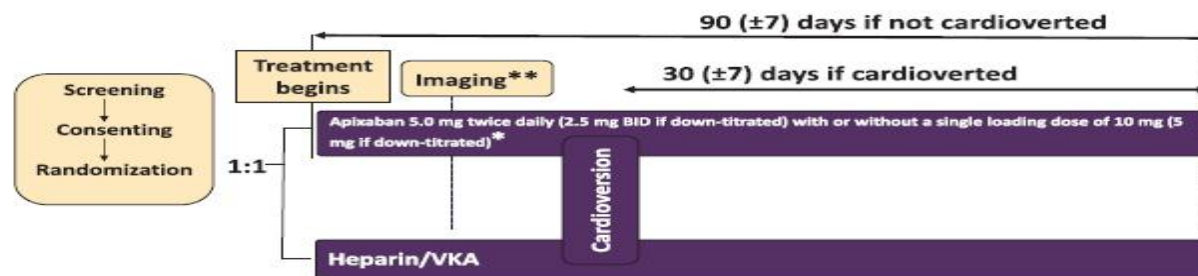 90 (±7) days if not cardioverted
Treatment
begins
Imaging**
30 (±7) days if cardioverted
Screening
Consenting
Randomization
1:1
Apixaban 5.0 mg twice daily (2.5 mg BID if down-titrated) with or without a single loading dose of 10 mg (5
mg if down-titrated)*
Cardioversion
Heparin/VKA